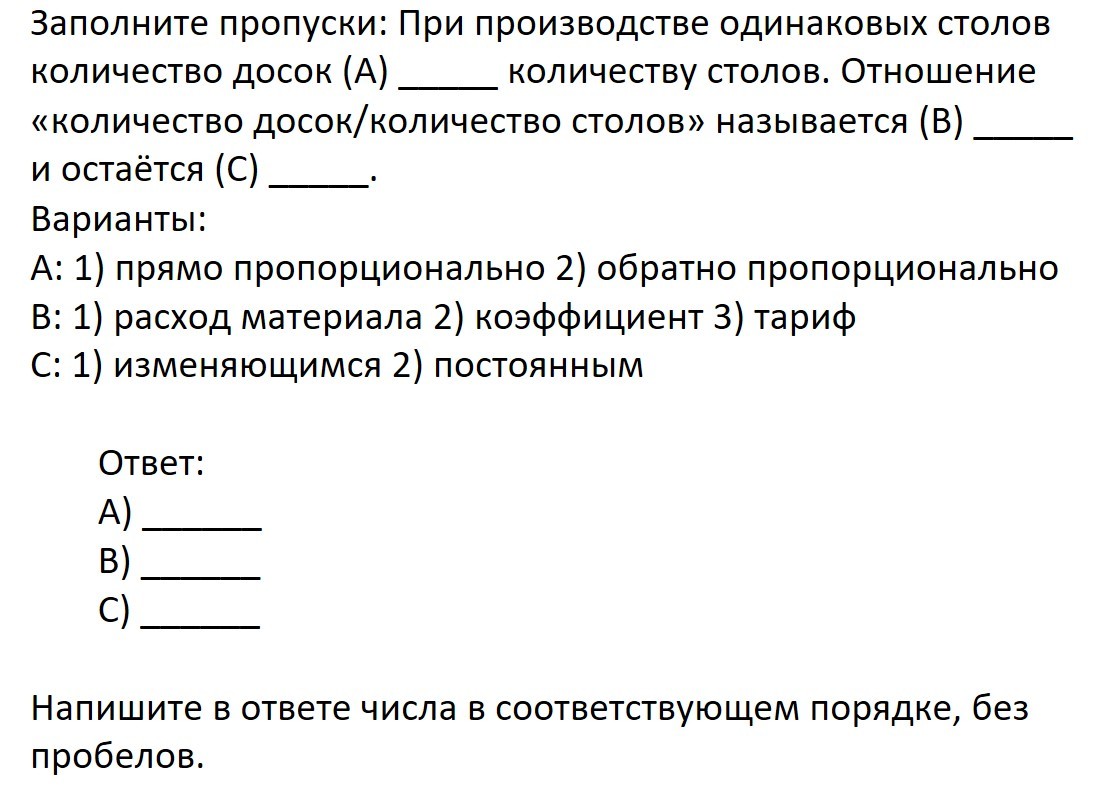 Заполните пропуски: При производстве одинаковых столов
количество досок (A) _____ количеству столов. Отношение
«количество досок/количество столов» называется (B) _____
и остаётся (C) _____.
Варианты:
A: 1) прямо пропорционально 2) обратно пропорционально
B: 1) расход материала 2) коэффициент 3) тариф
C: 1) изменяющимся 2) постоянным
Ответ:
A) ______
B) ______
C) ______
Напишите в ответе числа в соответствующем порядке, без
пробелов.